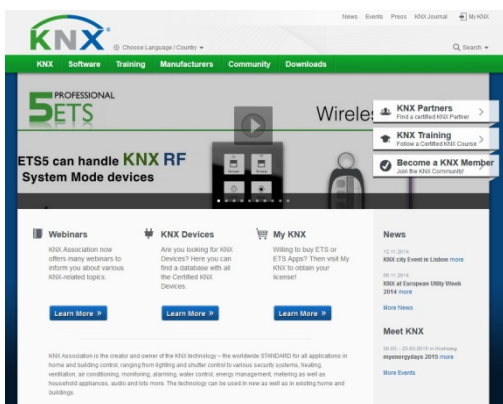 News Events Press KNX Journal My KNX
KNX
Choose Language / Country
Search
KNX Software Training Manufacturers Community Downloads
5 PROFESSIONAL
ETS
Wireles
KNX Partners
Find a certified KNX Partner
KNX Training
Follow a Certified KNX Course
Become a KNX Member
Join the KNX Community!
ETS5 can handle KNX RF
System Mode devices
Webinars
KNX Association now
offers many webinars to
inform you about various
KNX-related topics.
Learn More »
KNX Devices
Are you looking for KNX
Devices? Here you can
find a database with all
the Certified KNX
Devices.
Learn More »
My KNX
Willing to buy ETS or
ETS Apps? Then visit My
KNX to obtain your
license!
Learn More »
News
12.11.2014
KNX city Event in Lisbon more
2014
KNX at European Utility Week
2014 more
More News
Meet KNX
myenergydays 2015 more
More Events
KNX Association is the creator and owner of the KNX technology – the worldwide STANDARD for all applications in
home and building control, ranging from lighting and shutter control to various security systems, heating,
ventilation, air conditioning, monitoring, alarming, water control, energy management, metering as well as
household appliances, audio and lots more. The technology can be used in new as well as in existing home and
buildings.